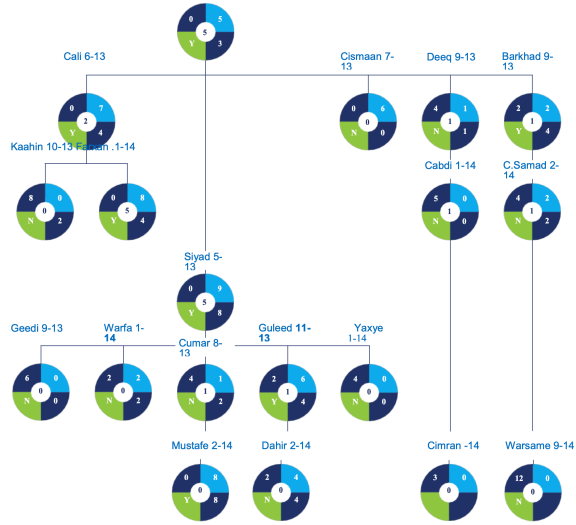 0 5
5
Y 3
Cali 6-13
Cismaan 7-
13
Deeq 9-13
Barkhad 9-
13
0 7
2
Y 4
0 6
0
N 0
4 1
1
N 1
2 2
1
Y 4
Kaahin 10-13
.1-14
Cabdi 1-14
C.Samad 2-
14
8 0
0
N 2
0 8
5
Y 4
5 0
1
N 0
4 2
1
N 2
Siyad 5-
13
0 9
5
Y 8
Geedi 9-13
Warfa 1-
14
Cumar 8-
13
Guleed 11-
13
Yaxye
1-14
6 0
0
N 0
2 2
0
N 2
4 1
1
N 2
2 6
1
Y 4
4 0
0
N 0
Mustafe 2-14
Dahir 2-14
Cimran -14
Warsame 9-14
0 8
0
Y 8
2 4
0
N 4
3 0
0
N 0
12 0
0
N 0